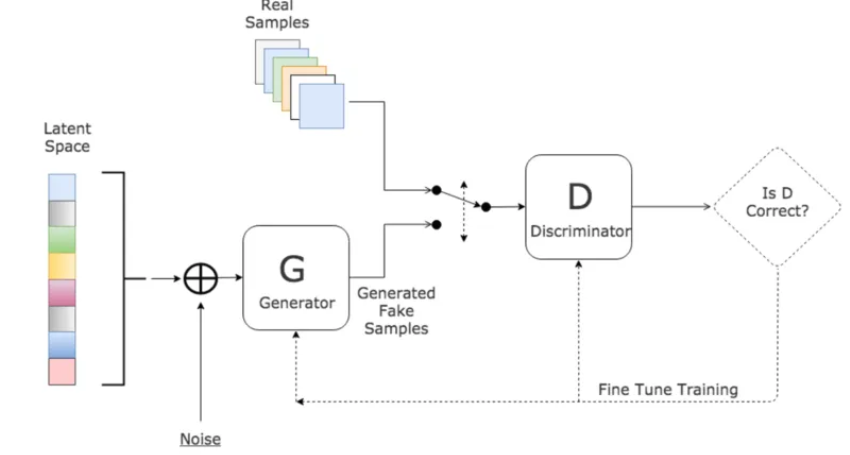 Real
Samples
Latent
Space
D
Discriminator
Is D
Correct?
G
Generator
Generated
Fake
Samples
Fine Tune Training
Noise